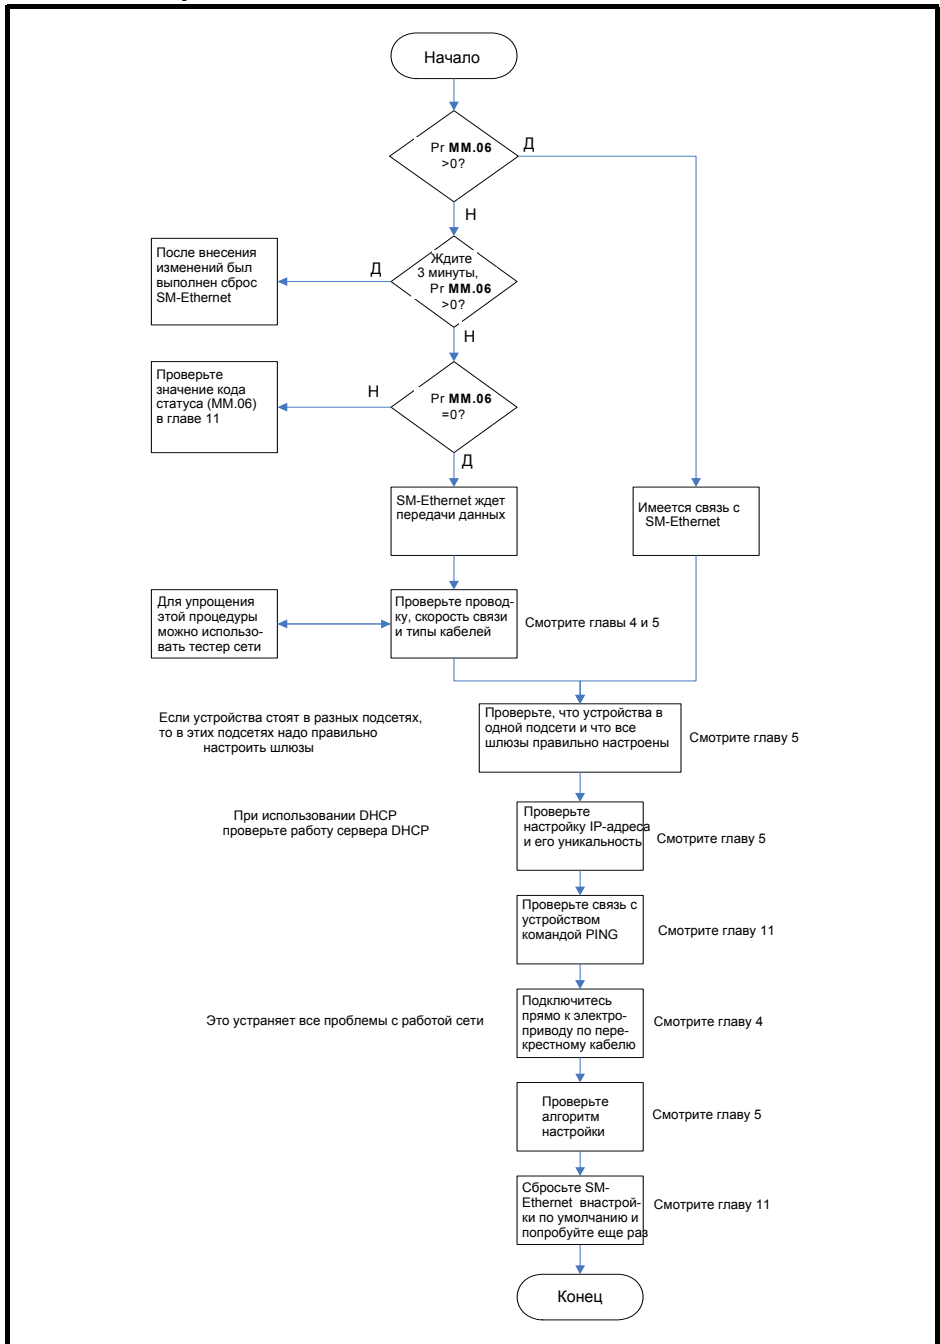 Начало
Pr MM.06
>0?
Д
Н
Ждите
3 минуты,
Pr MM.06
>0?
Д
После внесения
изменений был
выполнен сброс
SM-Ethernet
Н
Pr MM.06
=0?
Н
Проверьте
значение кода
статуса (MM.06)
в главе 11
Д
SM-Ethernet ждет
передачи данных
Имеется связь с
SM-Ethernet
Для упрощения
этой процедуры
можно использо-
вать тестер сети
Проверьте провод-
ку, скорость связи
и типы кабелей
Смотрите главы 4 и 5
Если устройства стоят в разных подсетях,
то в этих подсетях надо правильно
настроить шлюзы
Проверьте, что устройства в
одной подсети и что все
шлюзы правильно настроены
Смотрите главу 5
При использовании DHCP
проверьте работу сервера DHCP
Проверьте
настройку IP-адреса
и его уникальность
Смотрите главу 5
Проверьте связь с
устройством
командой PING
Смотрите главу 11
Это устраняет все проблемы с работой сети
Подключитесь
прямо к электро-
приводу по пере-
крестному кабелю
Смотрите главу 4
Проверьте
алгоритм
настройки
Смотрите главу 5
Сбросьте SM-
Ethernet внастрой-
ки по умолчанию и
попробуйте еще раз
Смотрите главу 11
Конец